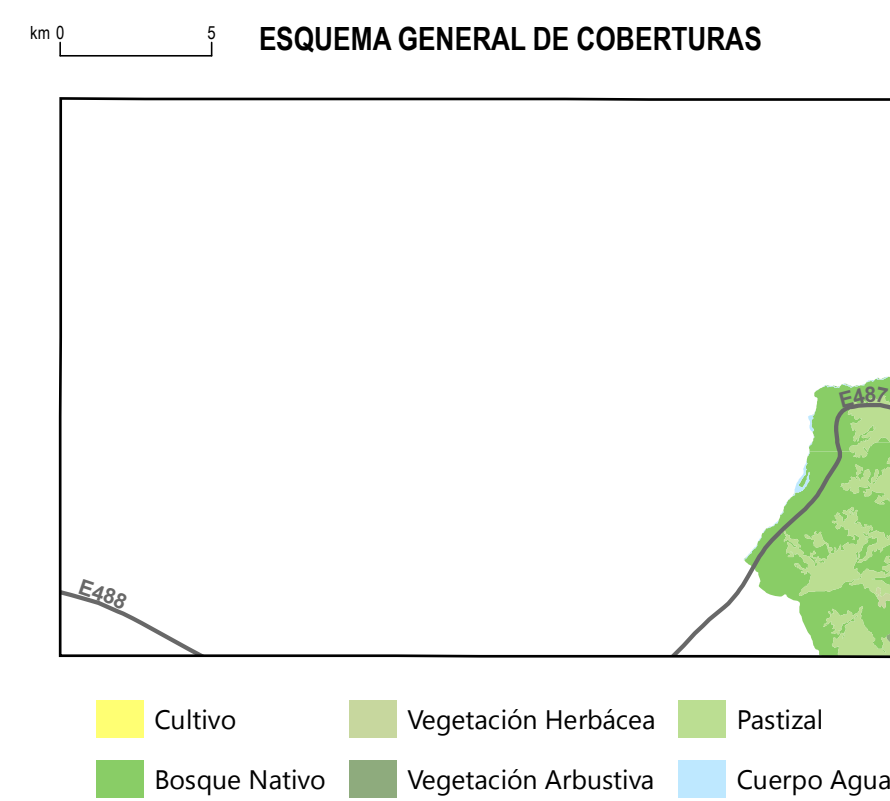 km 0 5 ESQUEMA GENERAL DE COBERTURAS
E487
E488
Cultivo Vegetación Herbácea Pastizal
Bosque Nativo Vegetación Arbustiva Cuerpo Agua